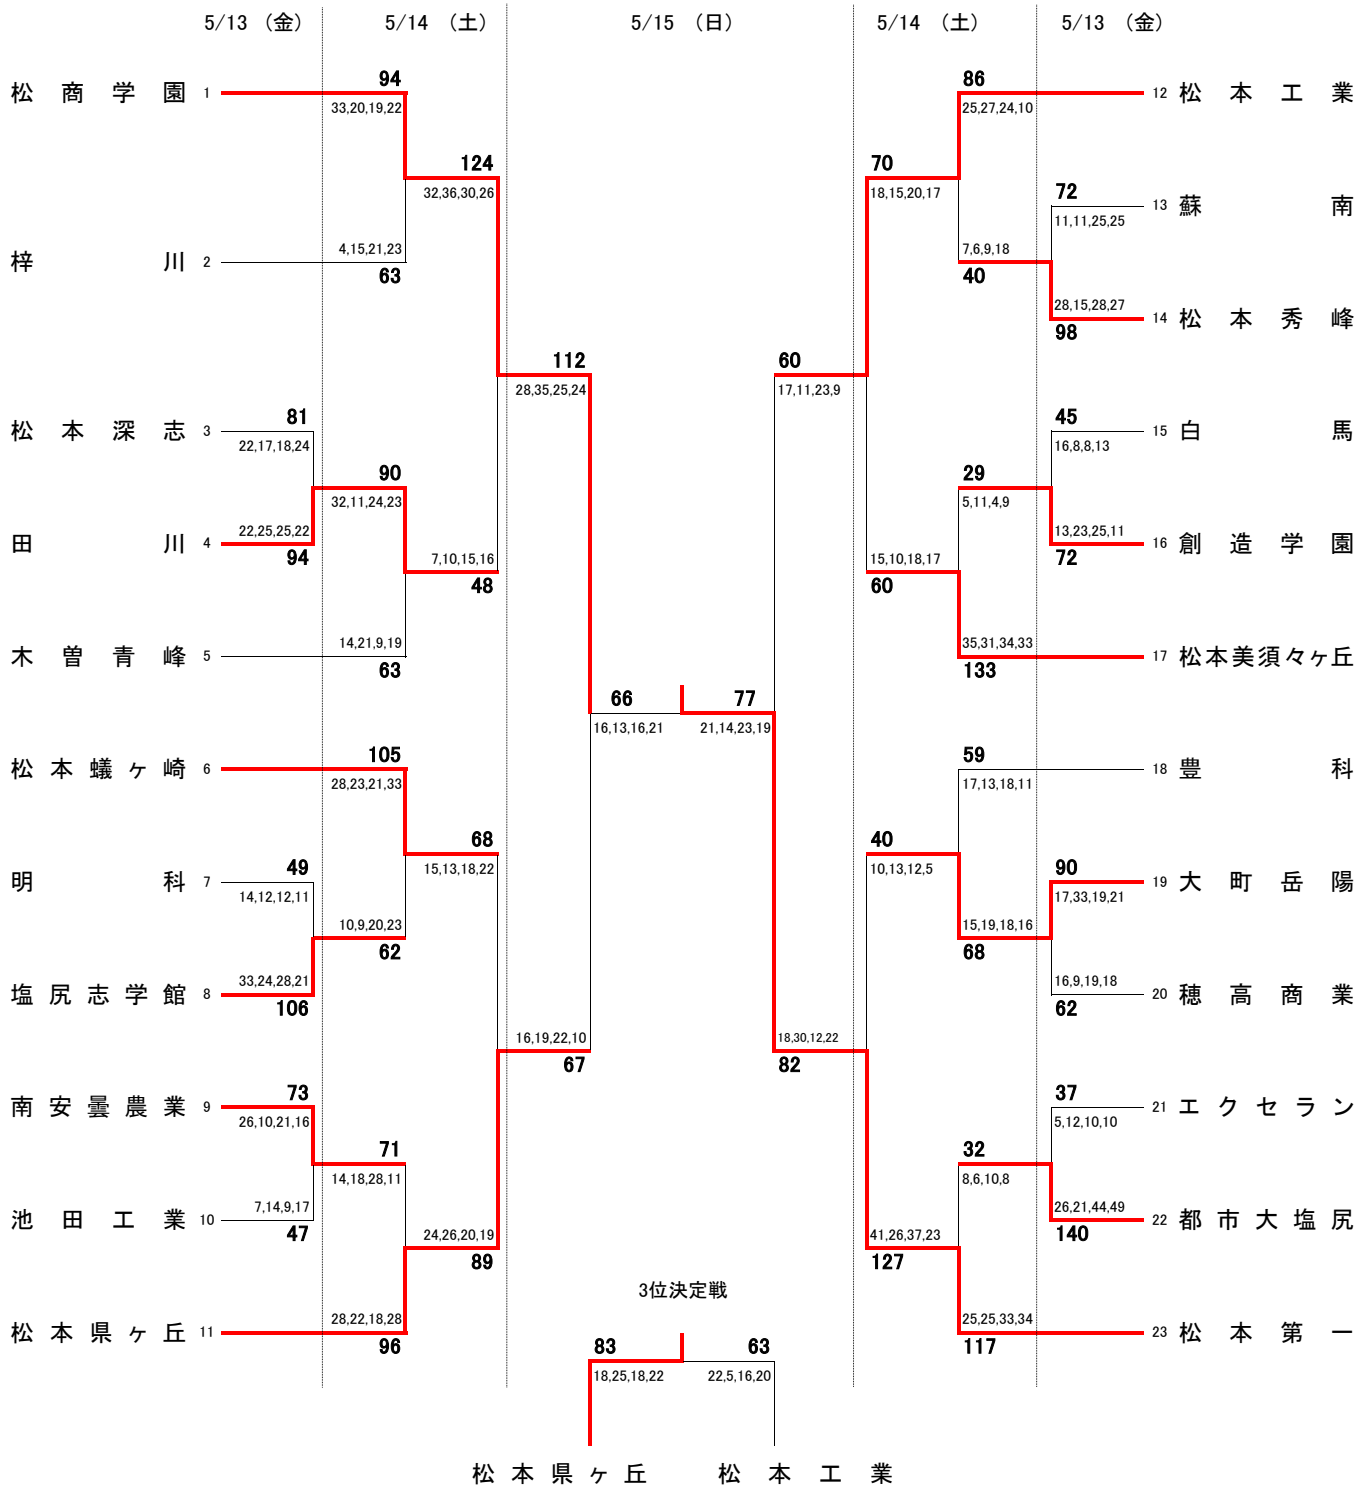 5/13 （金） 5/14 （土） 5/15 （日） 5/14 （土） 5/13 （金）
94 86
松商学園 1 12 松本工業
33,20,19,22 25,27,24,10
124 70
32,36,30,26 18,15,20,17 72
13 蘇南
11,11,25,25
4,15,21,23 7,6,9,18
梓川 2
63 40
28,15,28,27
14 松本秀峰
98
112 60
28,35,25,24 17,11,23,9
81 45
松本深志 3 15 白馬
22,17,18,24 16,8,8,13
90 29
32,11,24,23 5,11,4,9
22,25,25,22 13,23,25,11
田川 4 16 創造学園
94 72
7,10,15,16 15,10,18,17
48 60
14,21,9,19 35,31,34,33
木曽青峰 5 17 松本美須々ヶ丘
63 133
66 77
16,13,16,21 21,14,23,19
105 59
松本蟻ヶ崎 6 18 豊科
28,23,21,33 17,13,18,11
68 40
15,13,18,22 10,13,12,5
49 90
明科 7 19 大町岳陽
14,12,12,11 17,33,19,21
10,9,20,23 15,19,18,16
62 68
33,24,28,21 16,9,19,18
塩尻志学館 8 20 穂高商業
106 62
16,19,22,10 18,30,12,22
67 82
73 37
南安曇農業 9 21 エクセラン
26,10,21,16 5,12,10,10
71 32
14,18,28,11 8,6,10,8
7,14,9,17 26,21,44,49
池田工業 10 22 都市大塩尻
47 140
24,26,20,19 41,26,37,23
89 127
3位決定戦
28,22,18,28 25,25,33,34
松本県ヶ丘 11 23 松本第一
96 83 63 117
18,25,18,22 22,5,16,20
松本県ヶ丘 松本工業